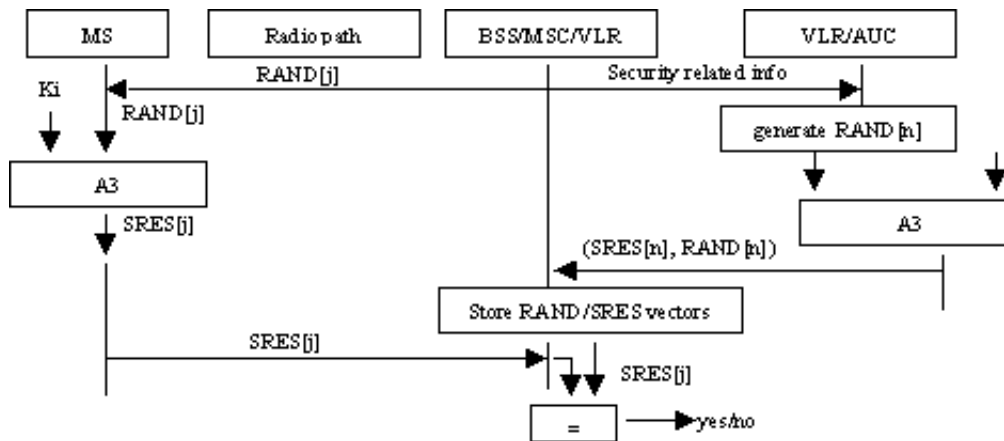 MS
Radio path
BSS/MSC/VLR
VLR/AUC
RAND[j]
Security related info
Ki
RAND[j]
generate RAND[n]
A3
A3
SRES[j]
(SRES[n], RAND[n])
Store RAND/SRES vectors
SRES[j]
SRES[j]
=
yes/no